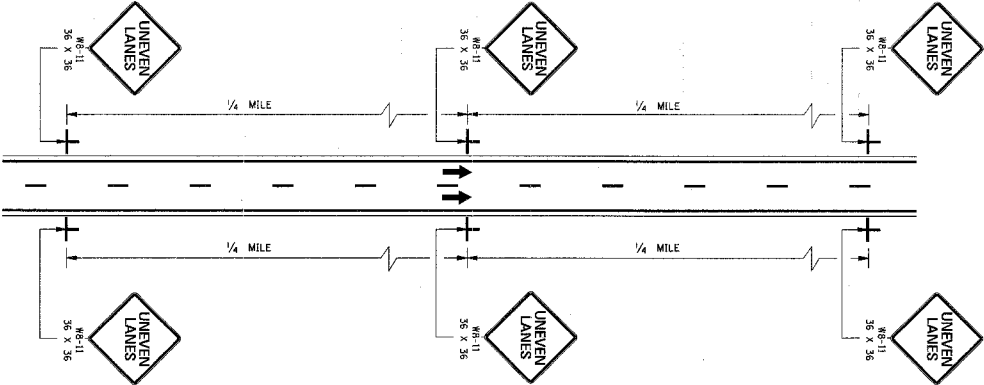 UNEVEN
LANES
W8-11
36 X 36
UNEVEN
LANES
W8-11
36 X 36
UNEVEN
LANES
W8-11
36 X 36
1/4 MILE
1/4 MILE
1/4 MILE
1/4 MILE
UNEVEN
LANES
W8-11
36 X 36
UNEVEN
LANES
W8-11
36 X 36
UNEVEN
LANES
W8-11
36 X 36